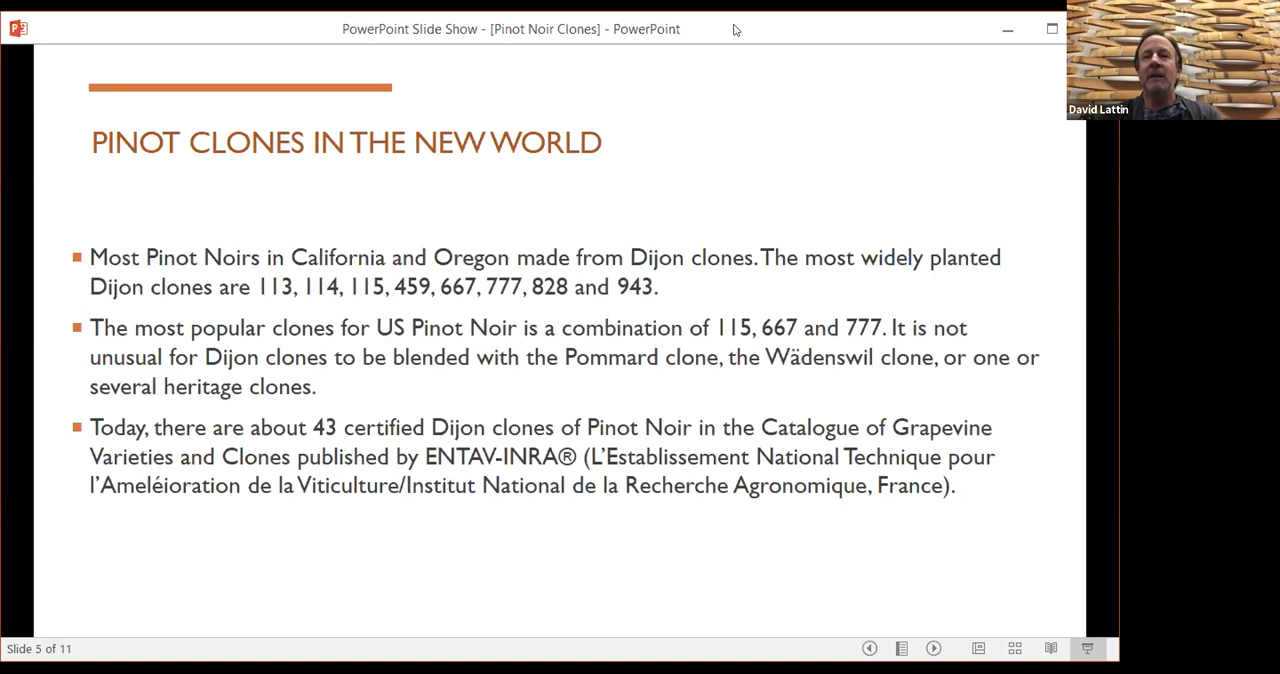 PowerPoint Slide Show - [Pinot Noir Clones] - PowerPoint
David Lattin
PINOT CLONES IN THE NEW WORLD
Most Pinot Noirs in California and Oregon made from Dijon clones. The most widely planted
Dijon clones are 113, 114, 115, 459, 667, 777, 828 and 943.
The most popular clones for US Pinot Noir is a combination of 115, 667 and 777. It is not
unusual for Dijon clones to be blended with the Pommard clone, the Wädenswil clone, or one or
several heritage clones.
Today, there are about 43 certified Dijon clones of Pinot Noir in the Catalogue of Grapevine
Varieties and Clones published by ENTAV-INRA® (L'Establissement National Technique pour
l'Ameléioration de la Viticulture/Institut National de la Recherche Agronomique, France).
Slide 5 of 11